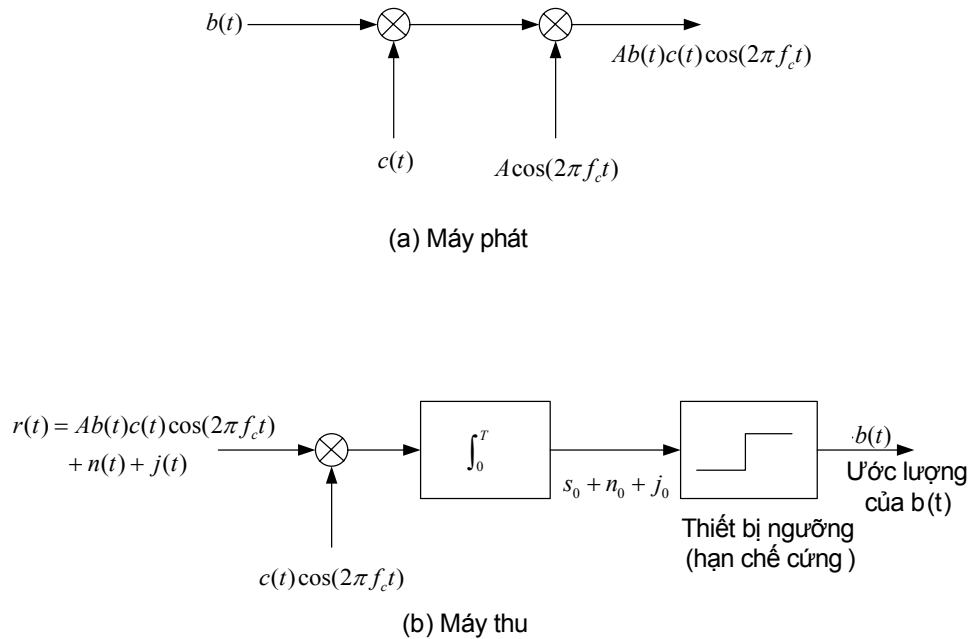 b(t)
Ab(t)c(t)cos(2πf_c t)
c(t)
A cos(2πf_c t)
(a) Máy phát
r(t) = Ab(t)c(t)cos(2πf_c t)
+ n(t) + j(t)
∫_0^T
s_0 + n_0 + j_0
b(t)
Ước lượng
của b(t)
Thiết bị ngưỡng
(hạn chế cứng )
c(t)cos(2πf_c t)
(b) Máy thu